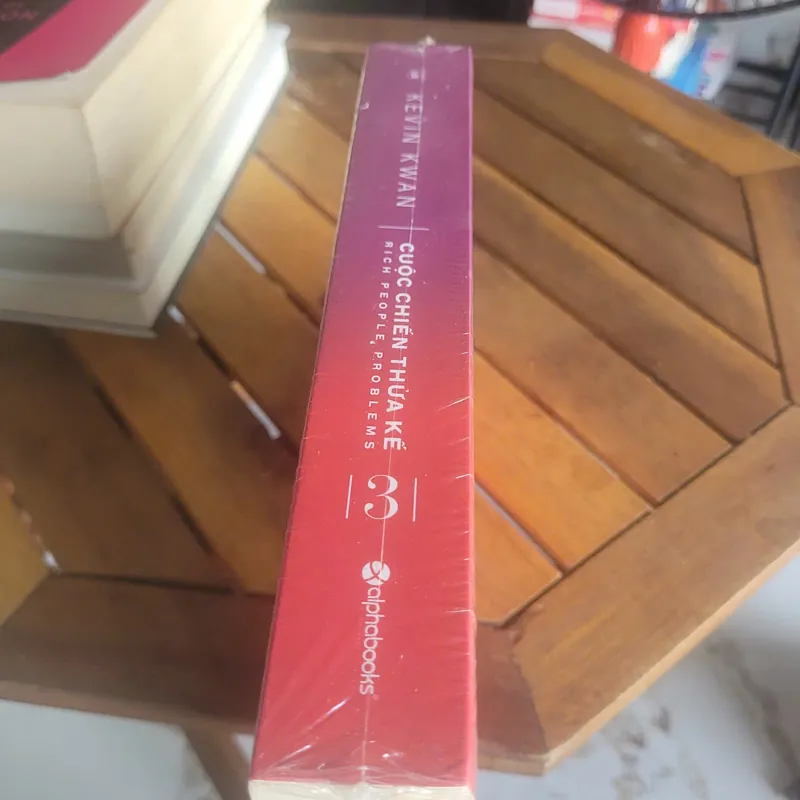 KEVIN KWAN
CUỘC CHIẾN THỪA KẾ
RICH PEOPLE PROBLEMS
3
alphabooks